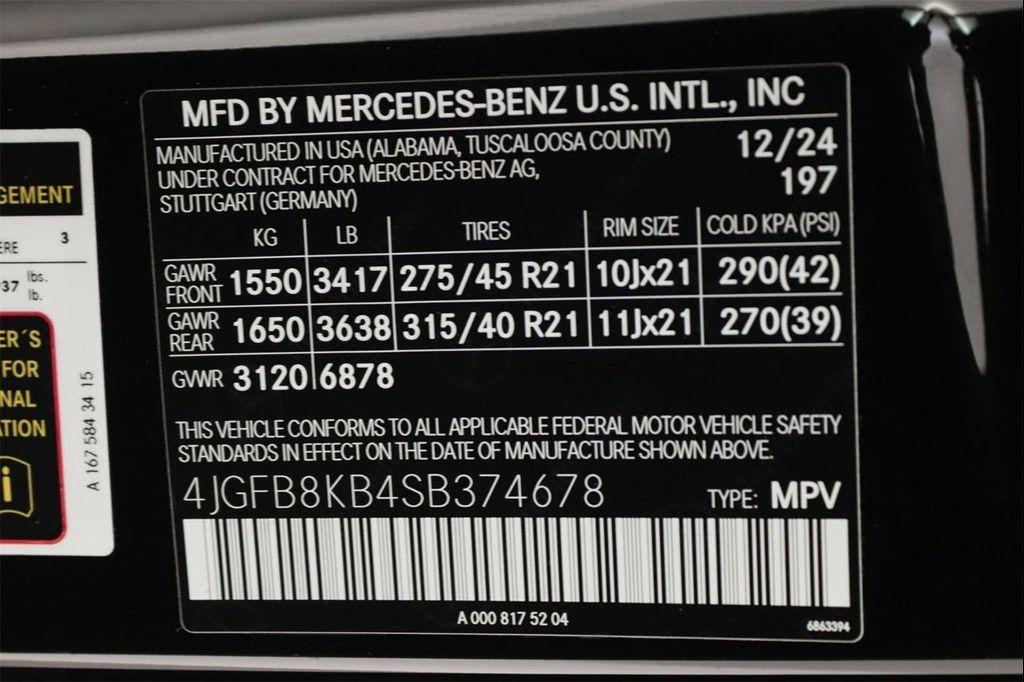 MFD BY MERCEDES-BENZ U.S. INTL., INC
MANUFACTURED IN USA (ALABAMA, TUSCALOOSA COUNTY) 12/24
UNDER CONTRACT FOR MERCEDES-BENZ AG, 197
STUTTGART (GERMANY)
KG LB TIRES RIM SIZE COLD KPA (PSI)
GAWR FRONT 1550 3417 275/45 R21 10Jx21 290(42)
GAWR REAR 1650 3638 315/40 R21 11Jx21 270(39)
GVWR 3120 6878
THIS VEHICLE CONFORMS TO ALL APPLICABLE FEDERAL MOTOR VEHICLE SAFETY
STANDARDS IN EFFECT ON THE DATE OF MANUFACTURE SHOWN ABOVE.
4JGFB8KB4SB374678 TYPE: MPV
A 000 817 52 04 6863394
GEMENT
ERE 3
937 lbs.
lb.
ER´S
FOR
NAL
TION
i
A 167 584 34 15